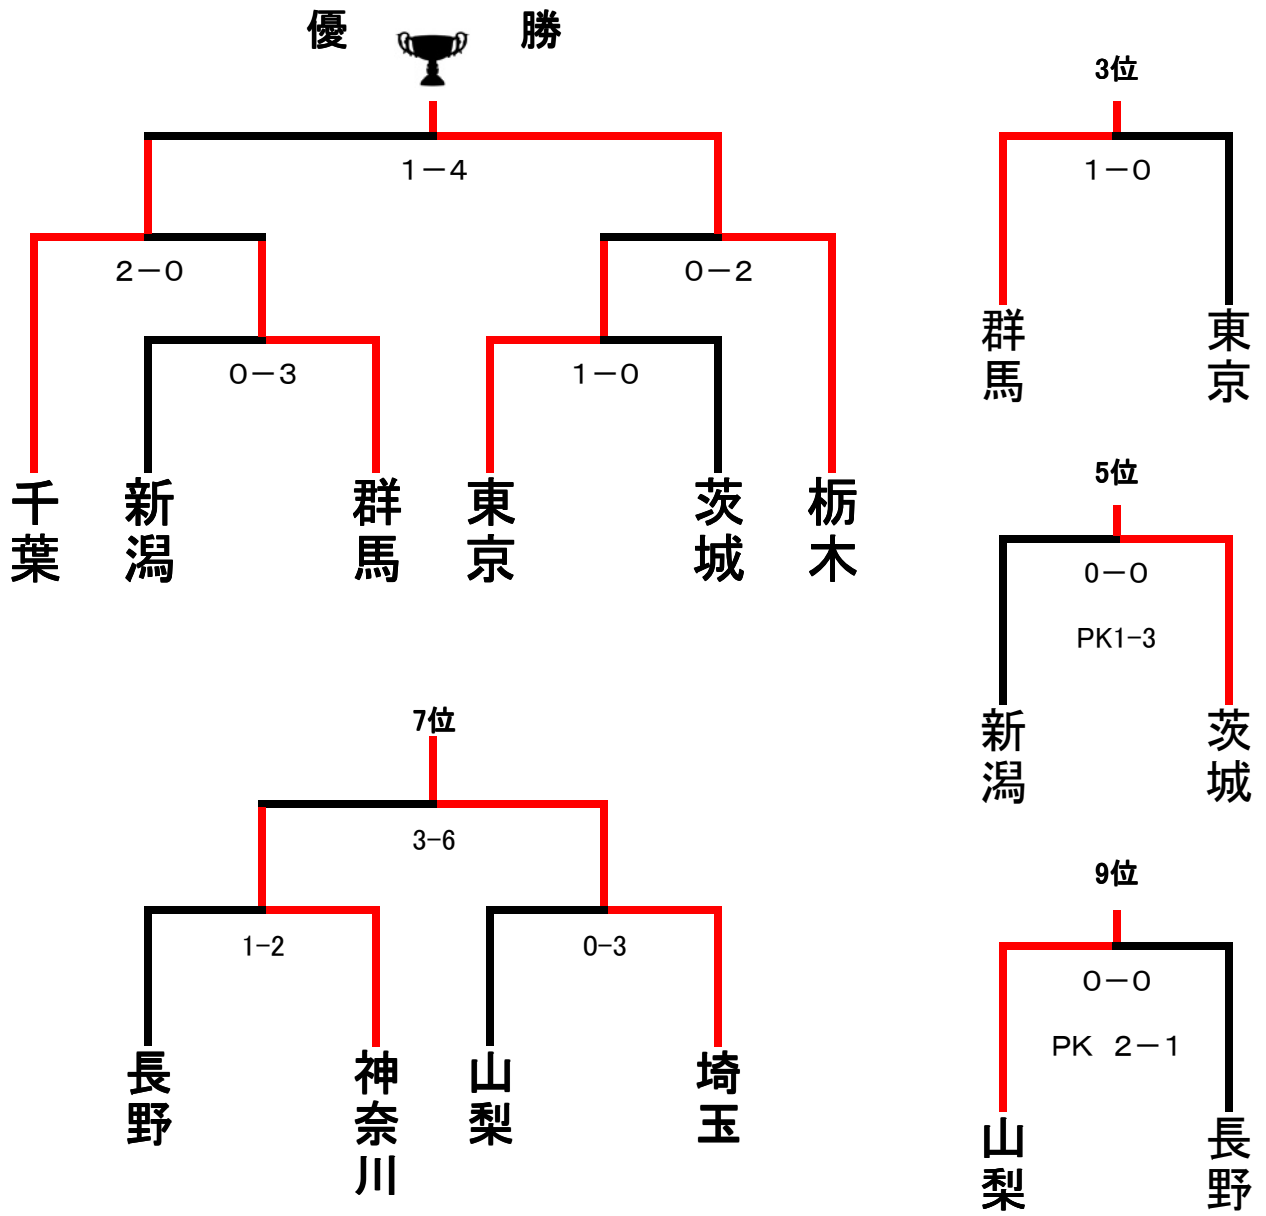 優 勝
1－4
2－0
0－2
0－3
1－0
千葉
新潟
群馬
東京
茨城
栃木
3位
1－0
群馬
東京
5位
0－0
PK1-3
新潟
茨城
7位
3-6
1-2
0-3
長野
神奈川
山梨
埼玉
9位
0－0
PK 2－1
山梨
長野